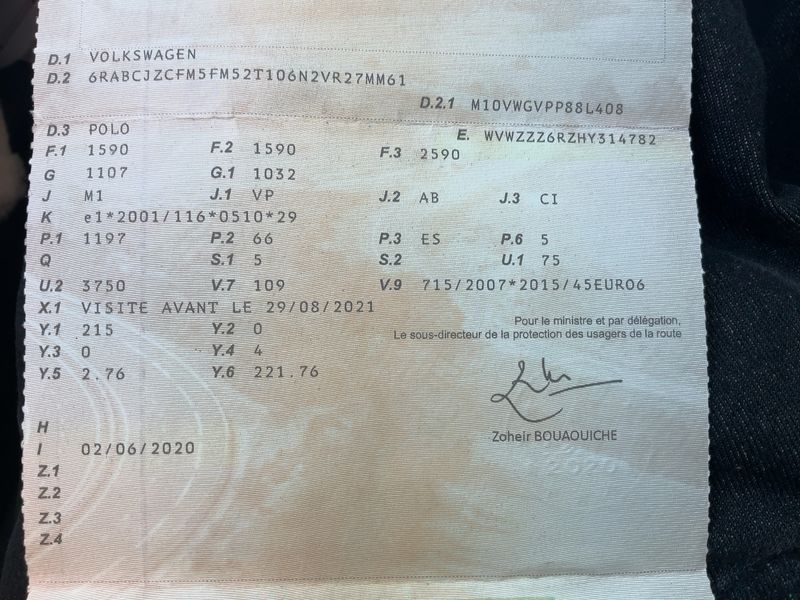 D.1 VOLKSWAGEN
D.2 6RABCJZCFM5FM52T106N2VR27MM61
D.2.1 M10VWGVPP88L408
D.3 POLO E. WVWZZZ6RZHY314782
F.1 1590 F.2 1590 F.3 2590
G 1107 G.1 1032
J M1 J.1 VP J.2 AB J.3 CI
K e1*2001/116*0510*29
P.1 1197 P.2 66 P.3 ES P.6 5
Q S.1 5 S.2 U.1 75
U.2 3750 V.7 109 V.9 715/2007*2015/45EURO6
X.1 VISITE AVANT LE 29/08/2021
Y.1 215 Y.2 0
Y.3 0 Y.4 4
Y.5 2.76 Y.6 221.76
Pour le ministre et par délégation,
Le sous-directeur de la protection des usagers de la route
Zoheir BOUAOUICHE
H
I 02/06/2020
Z.1
Z.2
Z.3
Z.4